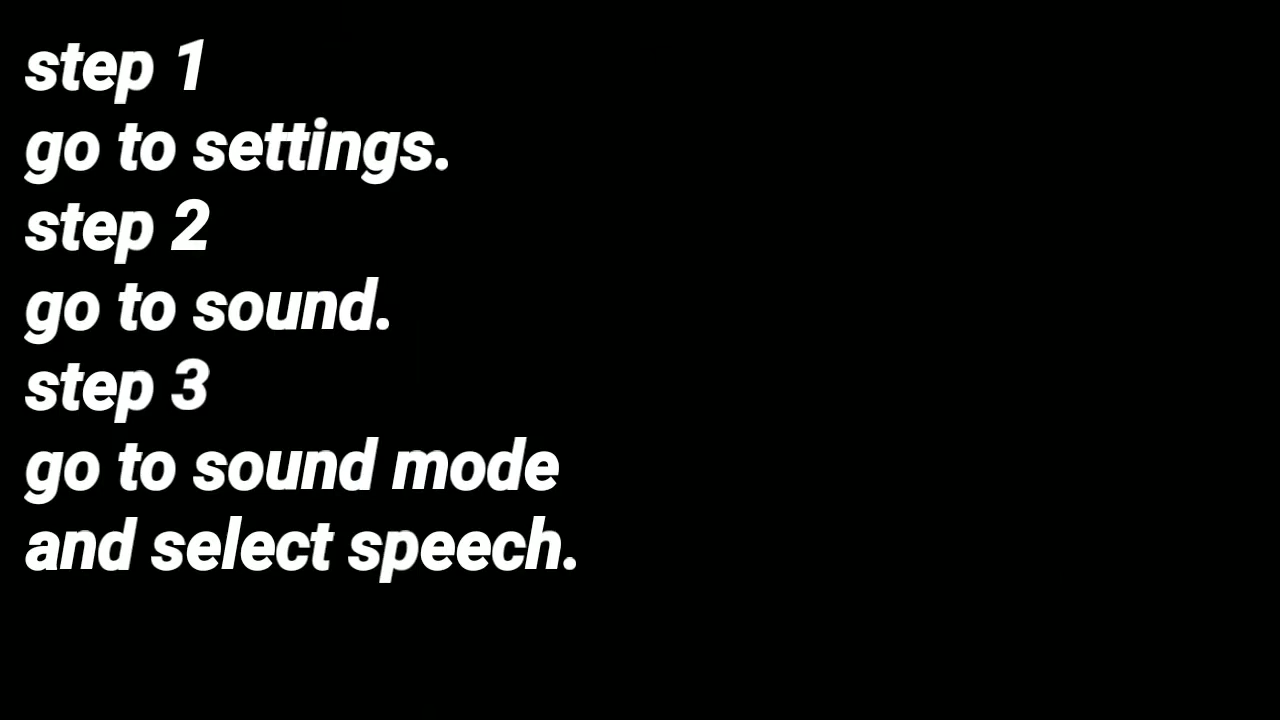 step 1
go to settings.
step 2
go to sound.
step 3
go to sound mode
and select speech.